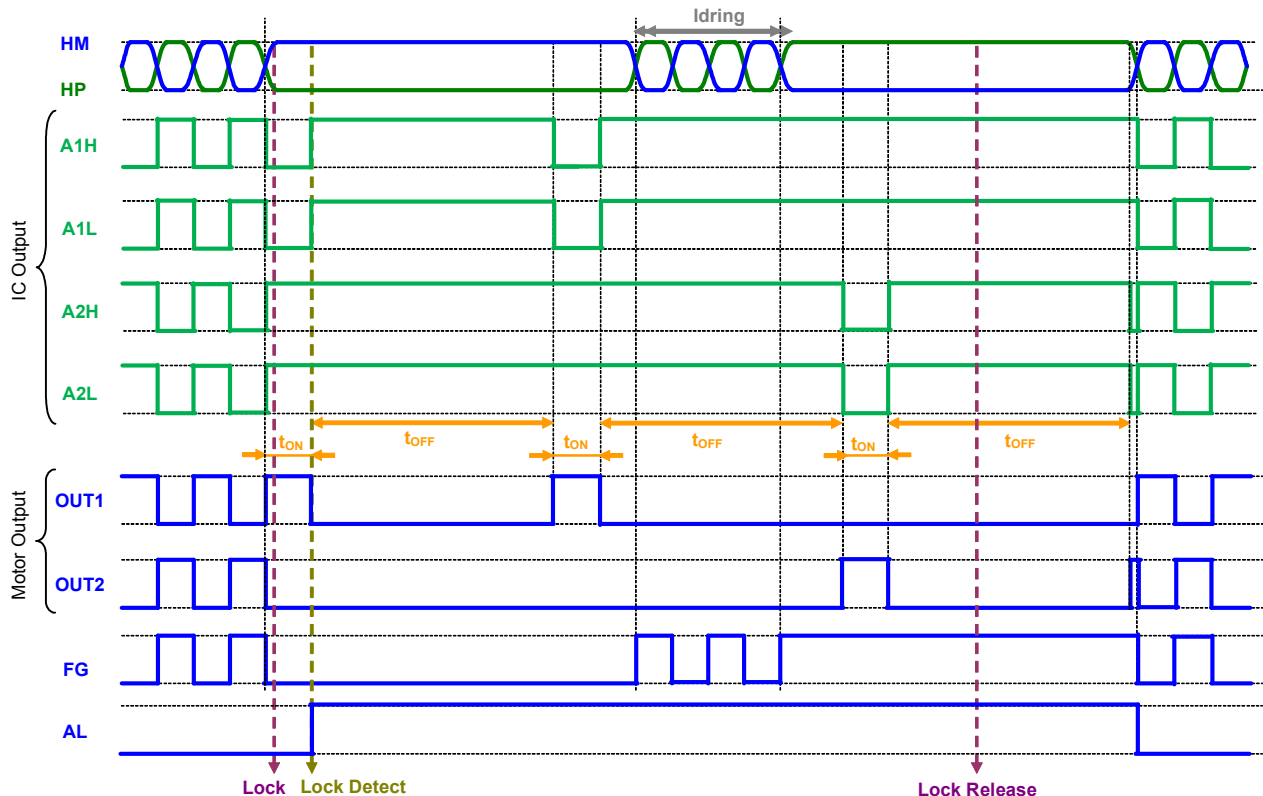 Idring
HM
HP
IC Output
A1H
A1L
A2H
A2L
tON tOFF tON tOFF tON tOFF
Motor Output
OUT1
OUT2
FG
AL
Lock Lock Detect Lock Release